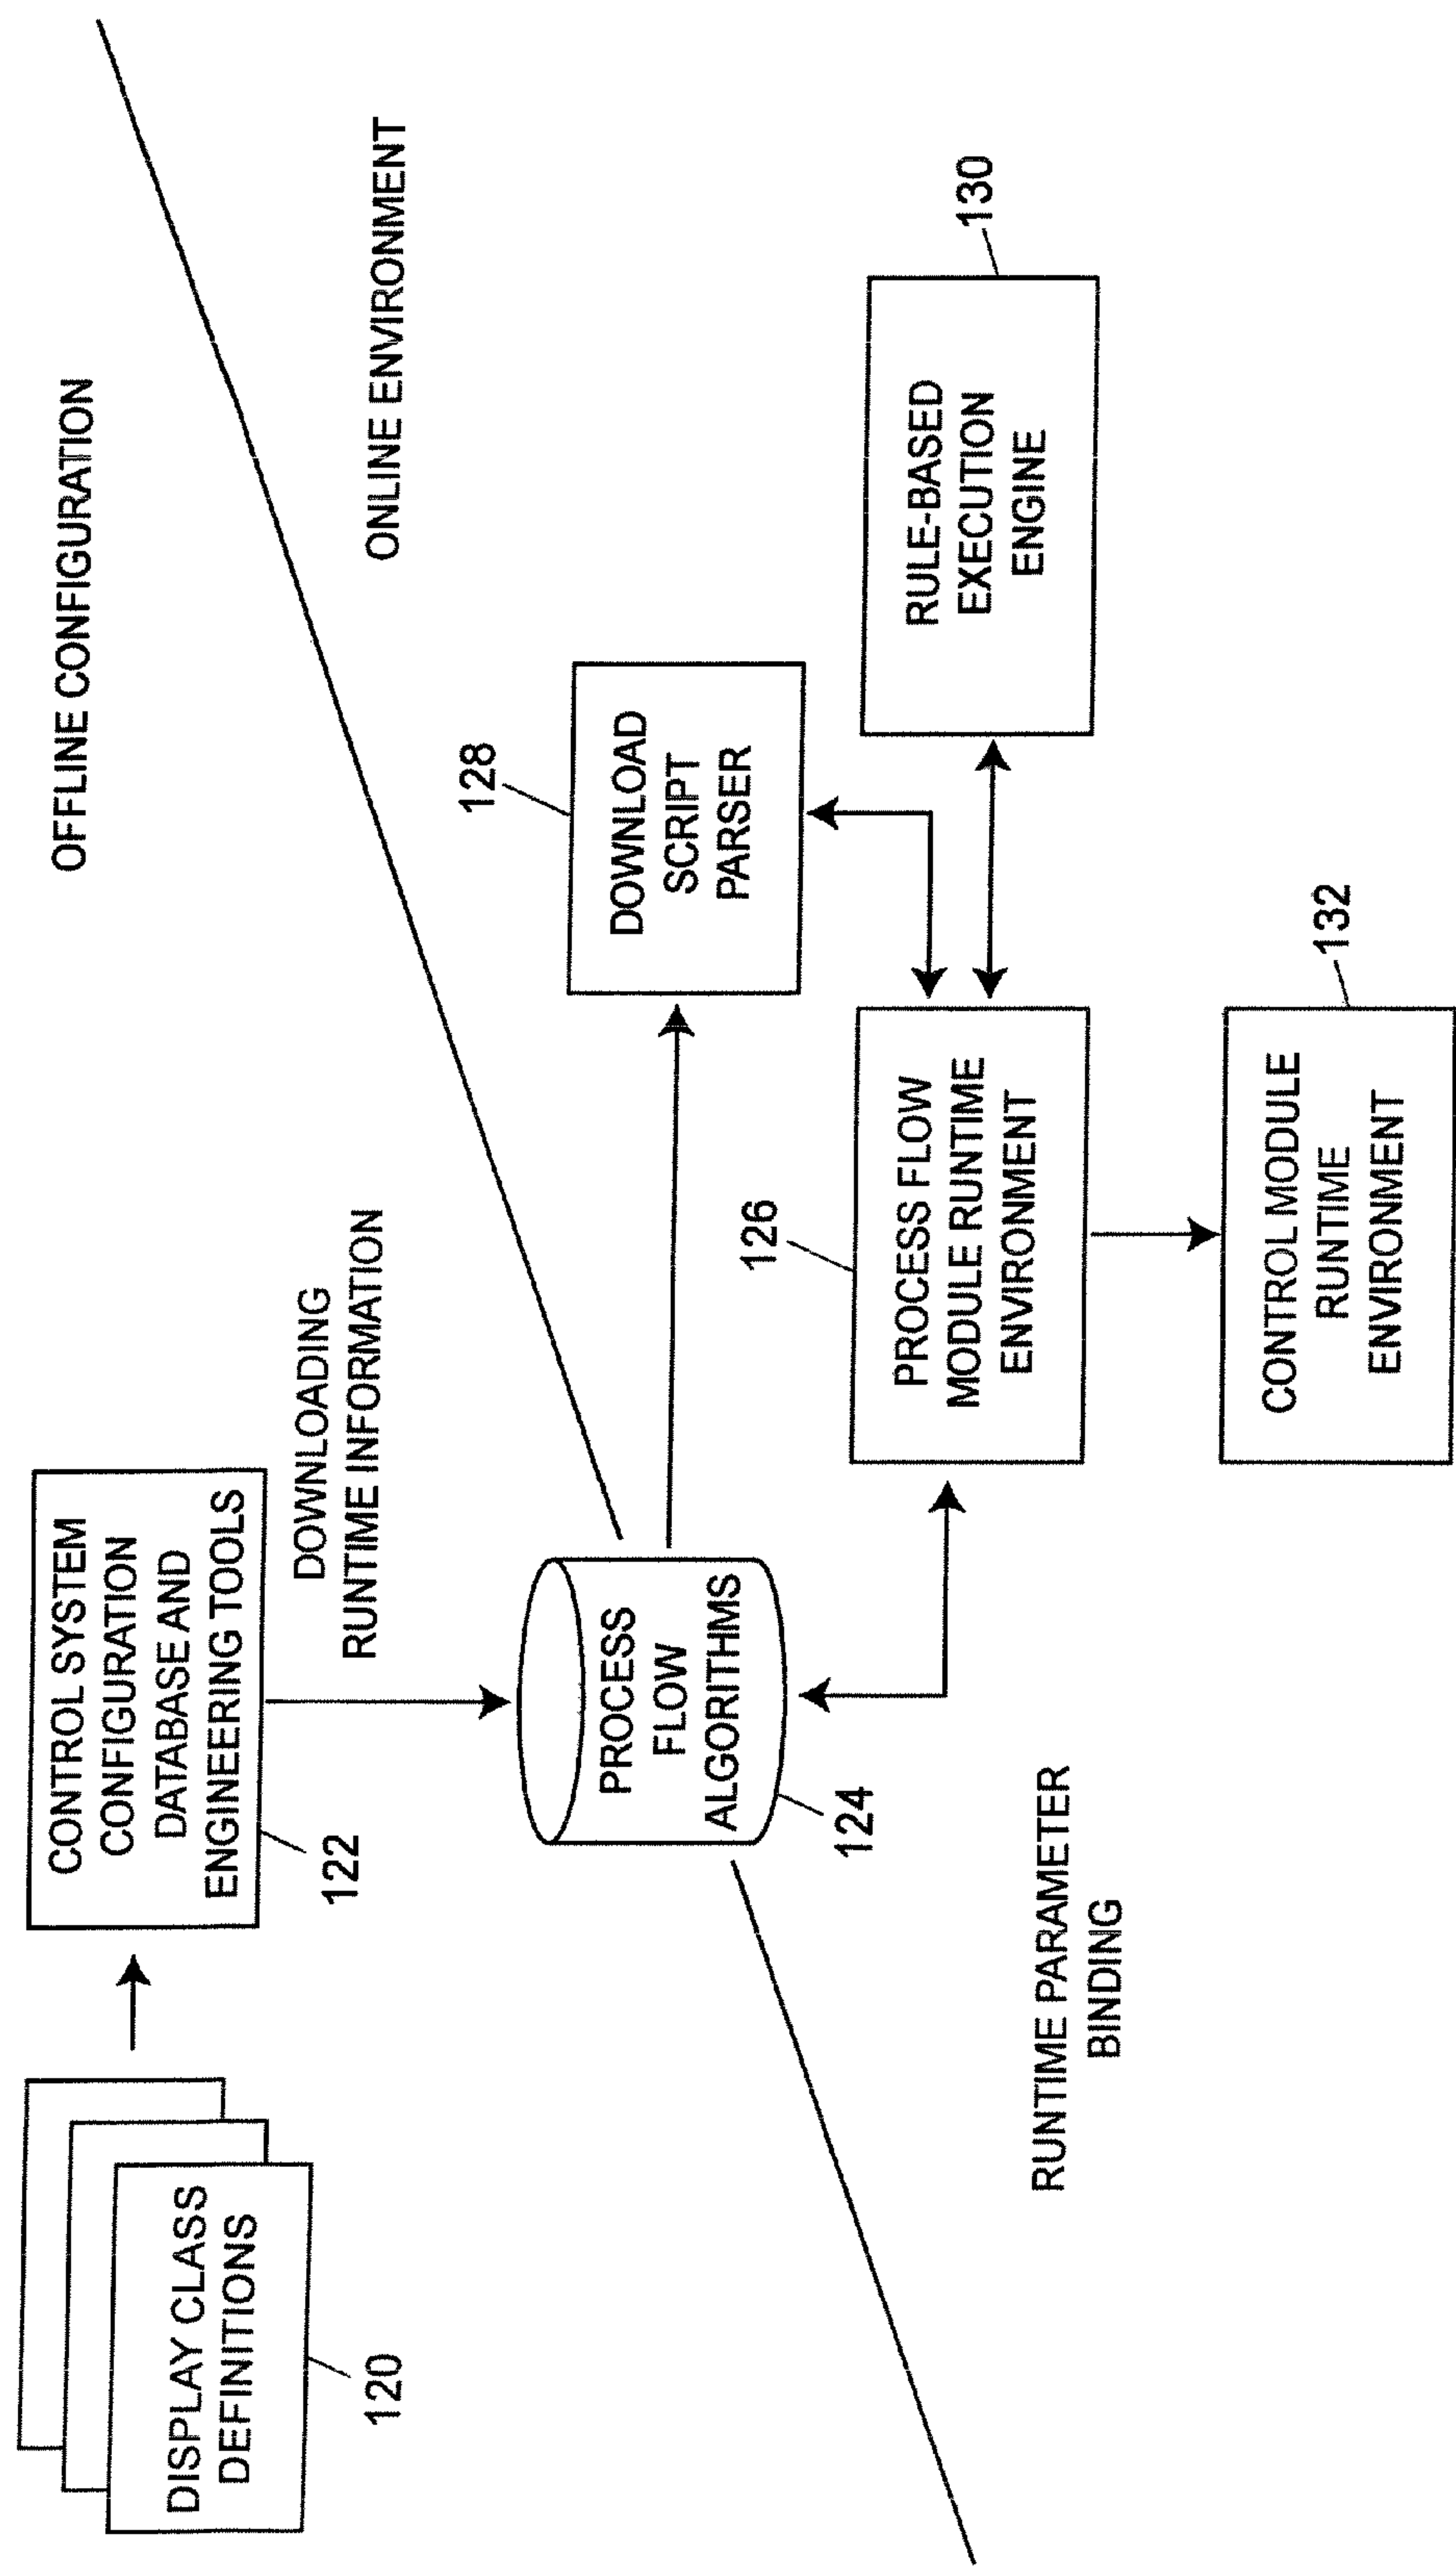 OFFLINE CONFIGURATION
DISPLAY CLASS
DEFINITIONS
120
CONTROL SYSTEM
CONFIGURATION
DATABASE AND
ENGINEERING TOOLS
122
DOWNLOADING
RUNTIME INFORMATION
ONLINE ENVIRONMENT
PROCESS
FLOW
ALGORITHMS
124
128
DOWNLOAD
SCRIPT
PARSER
126
PROCESS FLOW
MODULE RUNTIME
ENVIRONMENT
RULE-BASED
EXECUTION
ENGINE
130
RUNTIME PARAMETER
BINDING
CONTROL MODULE
RUNTIME
ENVIRONMENT
132